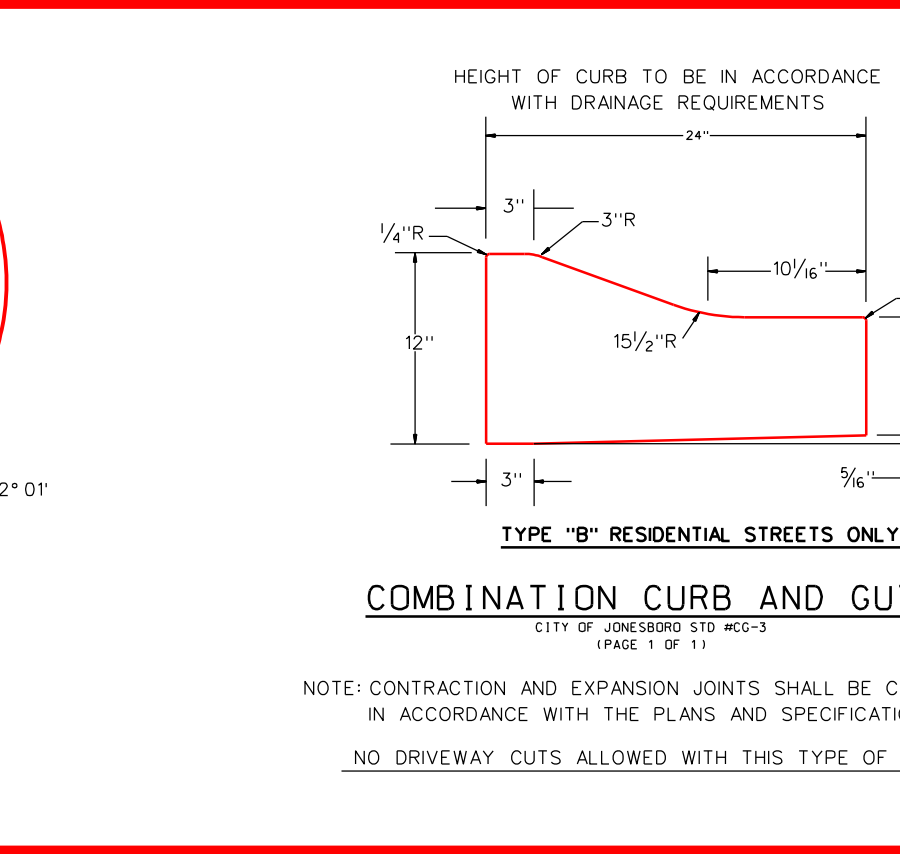 HEIGHT OF CURB TO BE IN ACCORDANCE
WITH DRAINAGE REQUIREMENTS
24"
3"
3"R
1/4"R
10 1/16"
12"
15 1/2"R
5/16"
3"
2° 01'
TYPE "B" RESIDENTIAL STREETS ONLY
COMBINATION CURB AND GU
CITY OF JONESBORO STD #CG-3
(PAGE 1 OF 1)
NOTE: CONTRACTION AND EXPANSION JOINTS SHALL BE C
IN ACCORDANCE WITH THE PLANS AND SPECIFICATI
NO DRIVEWAY CUTS ALLOWED WITH THIS TYPE OF